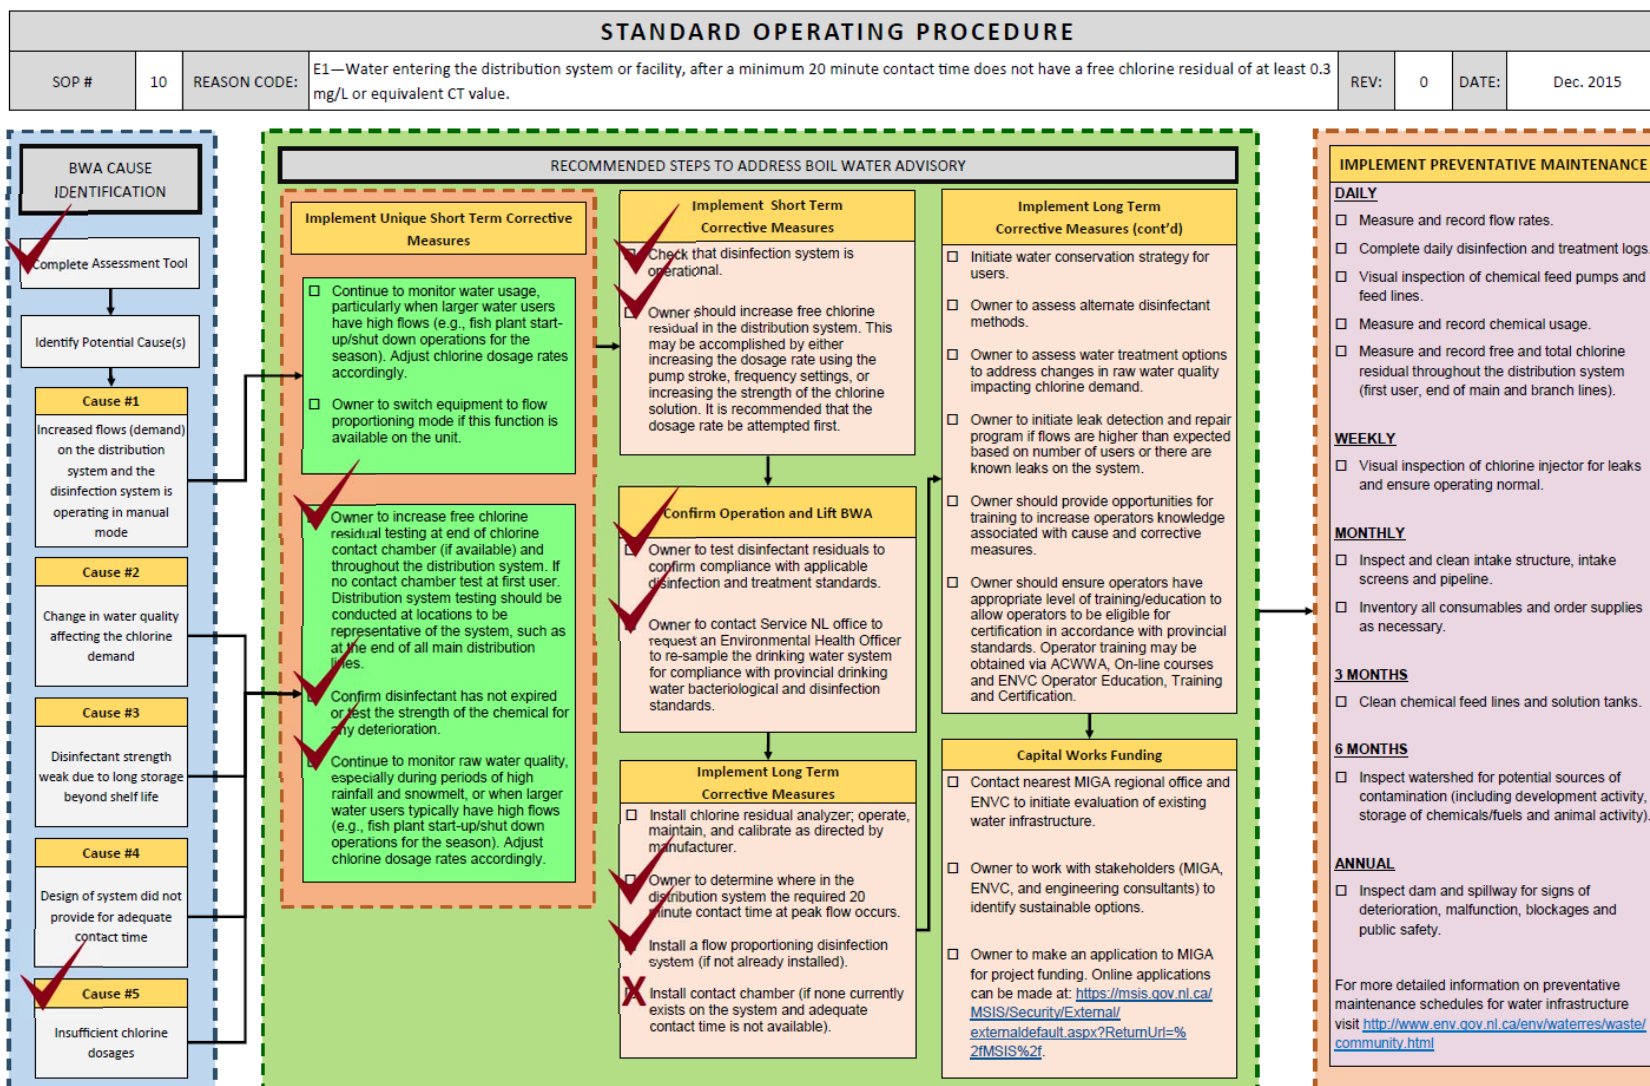 STANDARD OPERATING PROCEDURE
SOP #
10
REASON CODE:
E1—Water entering the distribution system or facility, after a minimum 20 minute contact time does not have a free chlorine residual of at least 0.3
mg/L or equivalent CT value.
REV:
0
DATE:
Dec. 2015
BWA CAUSE
IDENTIFICATION
Complete Assessment Tool
Identify Potential Cause(s)
Cause #1
Increased flows (demand)
on the distribution
system and the
disinfection system is
operating in manual
mode
Cause #2
Change in water quality
affecting the chlorine
demand
Cause #3
Disinfectant strength
weak due to long storage
beyond shelf life
Cause #4
Design of system did not
provide for adequate
contact time
Cause #5
Insufficient chlorine
dosages
RECOMMENDED STEPS TO ADDRESS BOIL WATER ADVISORY
Implement Unique Short Term Corrective
Measures
Continue to monitor water usage,
particularly when larger water users
have high flows (e.g., fish plant start-
up/shut down operations for the
season). Adjust chlorine dosage rates
accordingly.
Owner to switch equipment to flow
proportioning mode if this function is
available on the unit.
Owner to increase free chlorine
residual testing at end of chlorine
contact chamber (if available) and
throughout the distribution system. If
no contact chamber test at first user.
Distribution system testing should be
conducted at locations to be
representative of the system, such as
at the end of all main distribution
lines.
Confirm disinfectant has not expired
or test the strength of the chemical for
any deterioration.
Continue to monitor raw water quality,
especially during periods of high
rainfall and snowmelt, or when larger
water users typically have high flows
(e.g., fish plant start-up/shut down
operations for the season). Adjust
chlorine dosage rates accordingly.
Implement Short Term
Corrective Measures
Check that disinfection system is
operational.
Owner should increase free chlorine
residual in the distribution system. This
may be accomplished by either
increasing the dosage rate using the
pump stroke, frequency settings, or
increasing the strength of the chlorine
solution. It is recommended that the
dosage rate be attempted first.
Confirm Operation and Lift BWA
Owner to test disinfectant residuals to
confirm compliance with applicable
disinfection and treatment standards.
Owner to contact Service NL office to
request an Environmental Health Officer
to re-sample the drinking water system
for compliance with provincial drinking
water bacteriological and disinfection
standards.
Implement Long Term
Corrective Measures
Install chlorine residual analyzer; operate,
maintain, and calibrate as directed by
manufacturer.
Owner to determine where in the
distribution system the required 20
minute contact time at peak flow occurs.
Install a flow proportioning disinfection
system (if not already installed).
Install contact chamber (if none currently
exists on the system and adequate
contact time is not available).
Implement Long Term
Corrective Measures (cont'd)
Initiate water conservation strategy for
users.
Owner to assess alternate disinfectant
methods.
Owner to assess water treatment options
to address changes in raw water quality
impacting chlorine demand.
Owner to initiate leak detection and repair
program if flows are higher than expected
based on number of users or there are
known leaks on the system.
Owner should provide opportunities for
training to increase operators knowledge
associated with cause and corrective
measures.
Owner should ensure operators have
appropriate level of training/education to
allow operators to be eligible for
certification in accordance with provincial
standards. Operator training may be
obtained via ACWWA, On-line courses
and ENVC Operator Education, Training
and Certification.
Capital Works Funding
Contact nearest MIGA regional office and
ENVC to initiate evaluation of existing
water infrastructure.
Owner to work with stakeholders (MIGA,
ENVC, and engineering consultants) to
identify sustainable options.
Owner to make an application to MIGA
for project funding. Online applications
can be made at: https://msis.gov.nl.ca/
MSIS/Security/External/
externaldefault.aspx?ReturnUrl=%
2fMSIS%2f.
IMPLEMENT PREVENTATIVE MAINTENANCE
DAILY
Measure and record flow rates.
Complete daily disinfection and treatment logs.
Visual inspection of chemical feed pumps and
feed lines.
Measure and record chemical usage.
Measure and record free and total chlorine
residual throughout the distribution system
(first user, end of main and branch lines).
WEEKLY
Visual inspection of chlorine injector for leaks
and ensure operating normal.
MONTHLY
Inspect and clean intake structure, intake
screens and pipeline.
Inventory all consumables and order supplies
as necessary.
3 MONTHS
Clean chemical feed lines and solution tanks.
6 MONTHS
Inspect watershed for potential sources of
contamination (including development activity,
storage of chemicals/fuels and animal activity).
ANNUAL
Inspect dam and spillway for signs of
deterioration, malfunction, blockages and
public safety.
For more detailed information on preventative
maintenance schedules for water infrastructure
visit http://www.env.gov.nl.ca/env/waterres/waste/
community.html